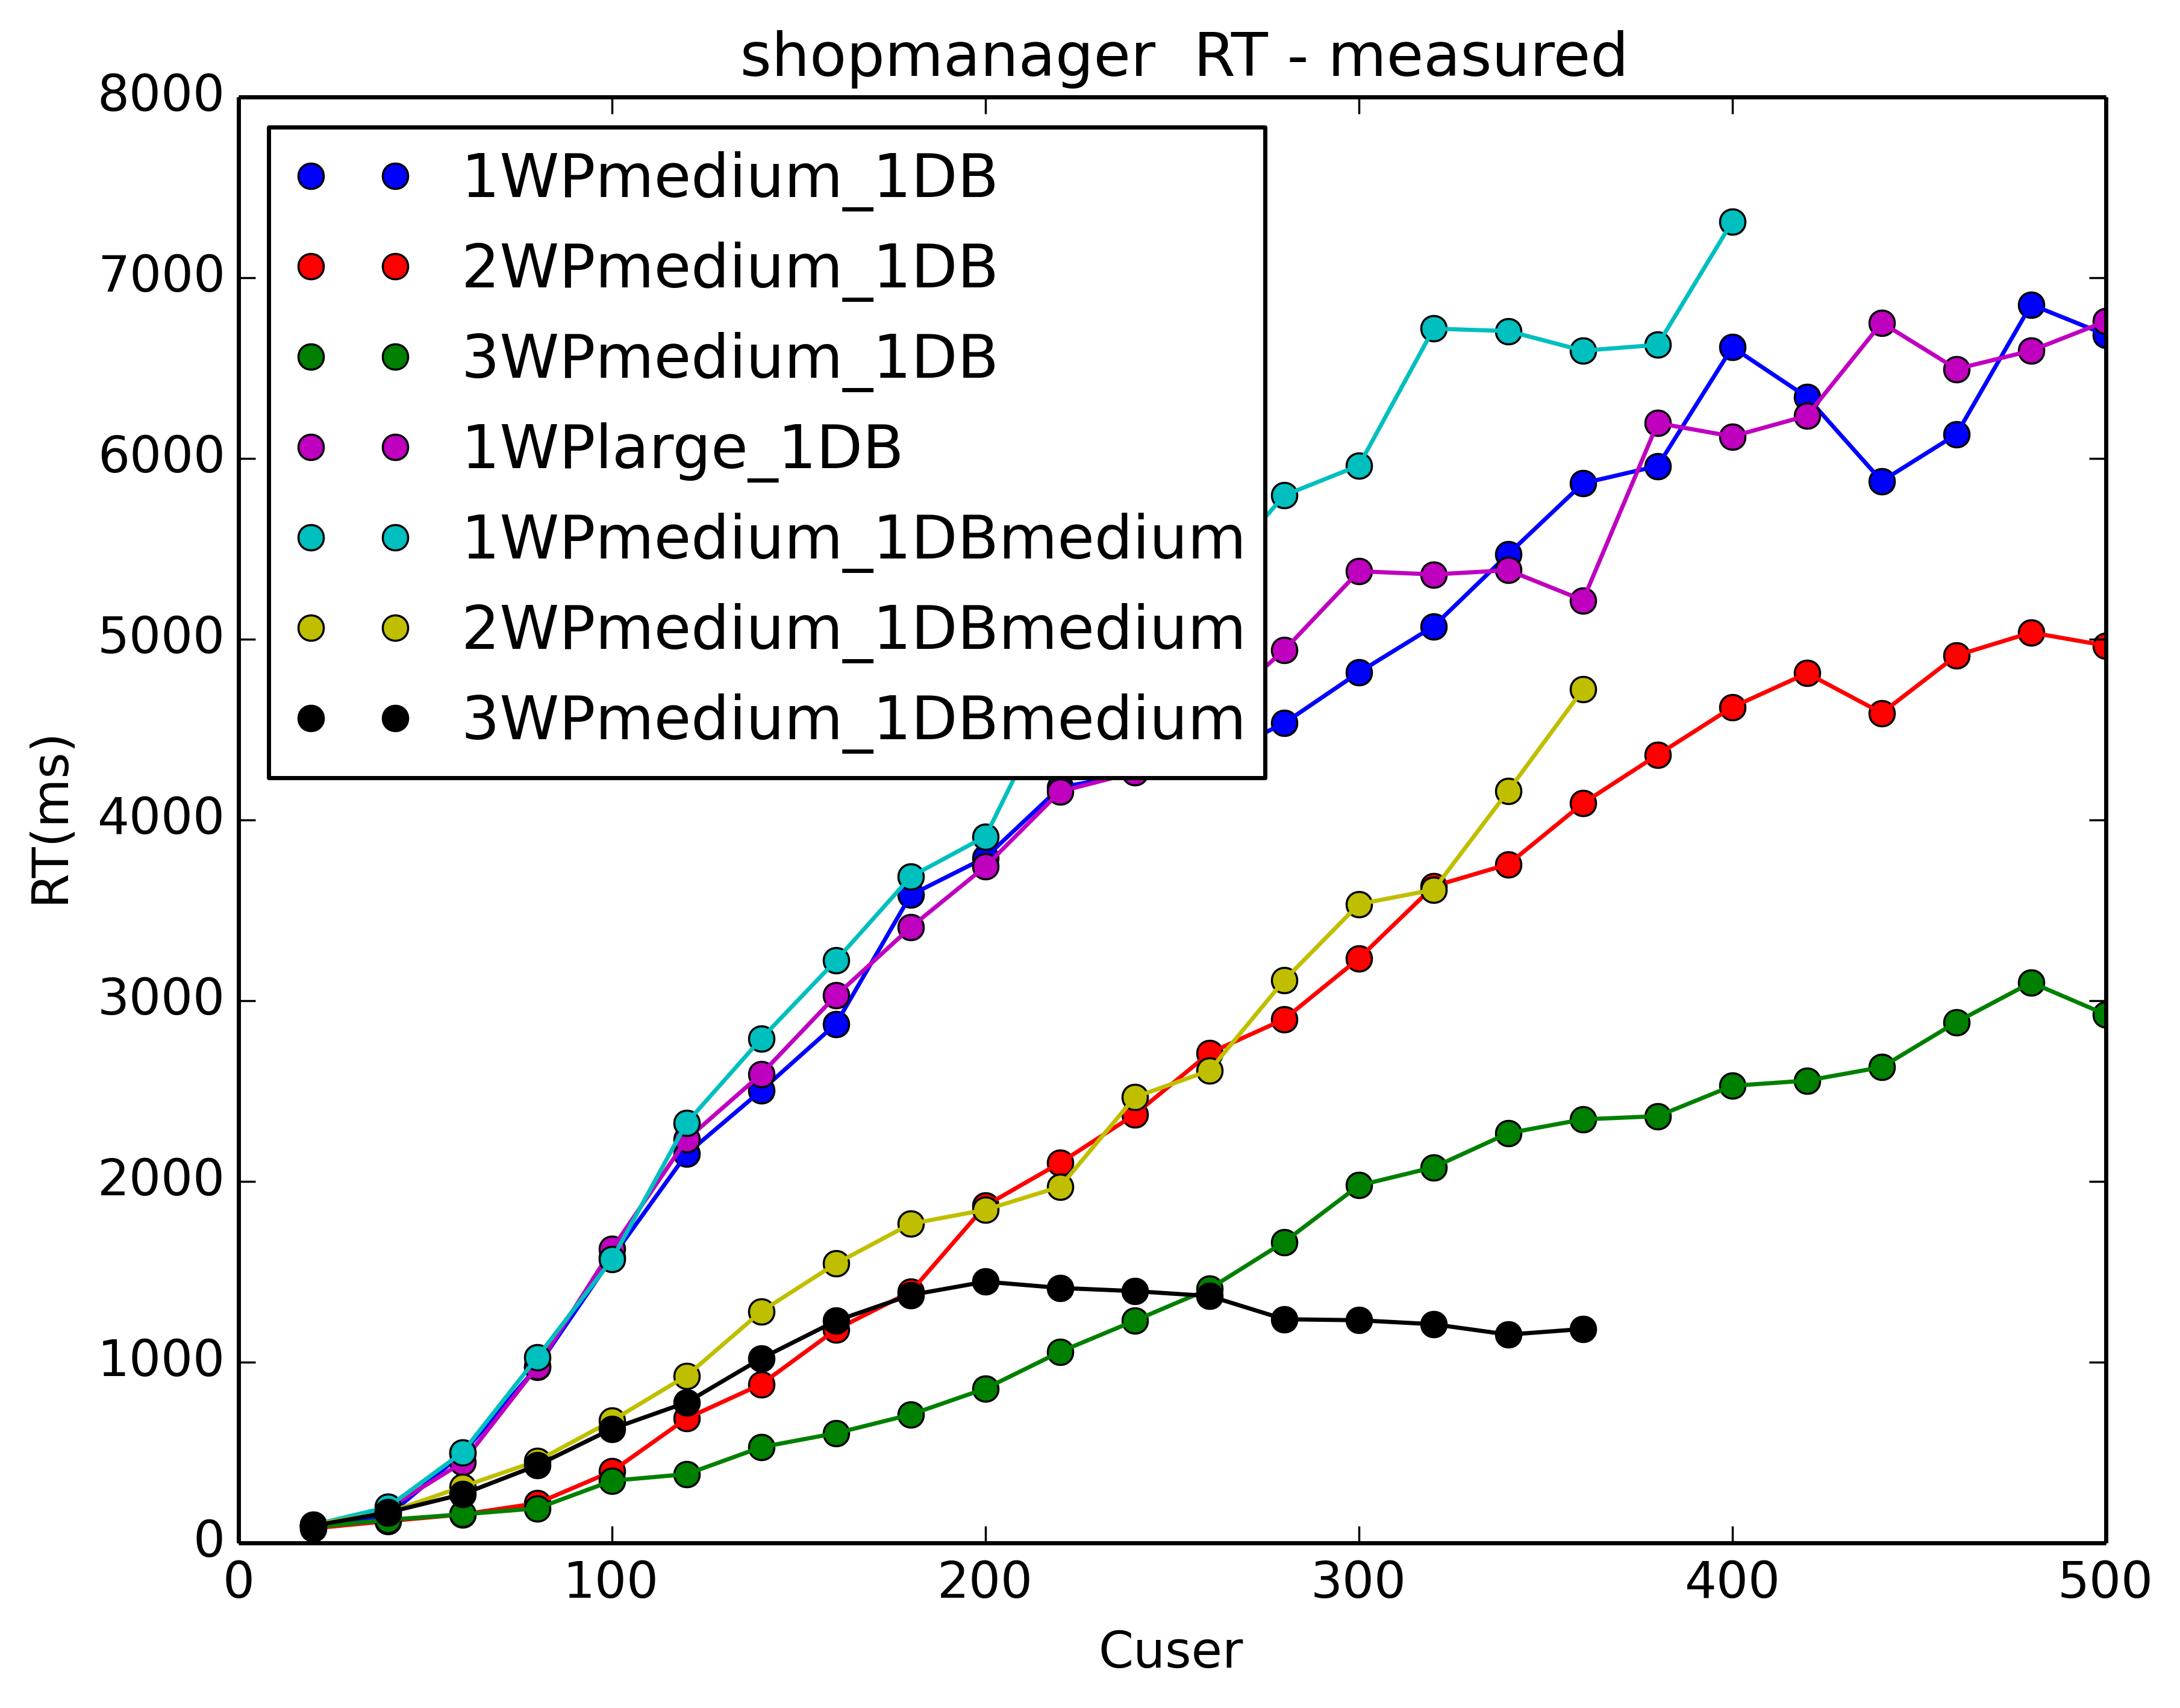 shopmanager RT - measured
8000
7000
6000
5000
4000
3000
2000
1000
0
RT(ms)
1WPmedium_1DB
2WPmedium_1DB
3WPmedium_1DB
1WPlarge_1DB
1WPmedium_1DBmedium
2WPmedium_1DBmedium
3WPmedium_1DBmedium
0 100 200 300 400 500
Cuser